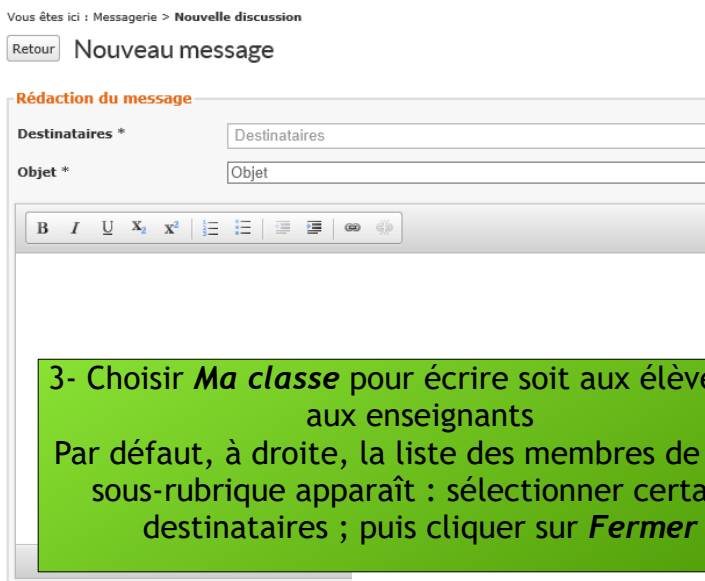 Vous êtes ici : Messagerie > Nouvelle discussion
Retour Nouveau message
Rédaction du message
Destinataires * Destinataires
Objet * Objet
B I U X₂ x²
3- Choisir Ma classe pour écrire soit aux
aux enseignants
Par défaut, à droite, la liste des membres de
sous-rubrique apparaît : sélectionner
destinataires ; puis cliquer sur Fermer